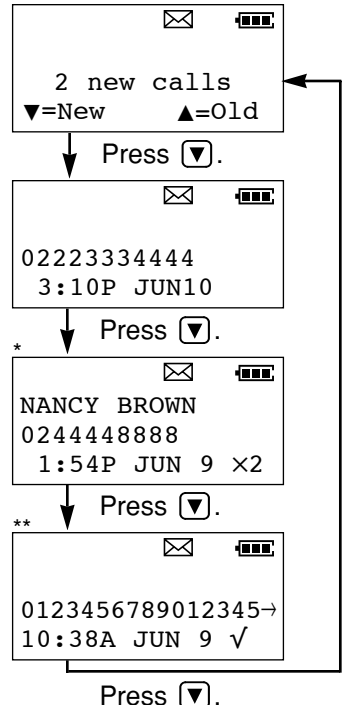 2 new calls
▼=New ▲=Old
Press ▼.
02223334444
3:10P JUN10
Press ▼.
*
NANCY BROWN
0244448888
1:54P JUN 9 ×2
Press ▼.
**
0123456789012345→
10:38A JUN 9 √
Press ▼.